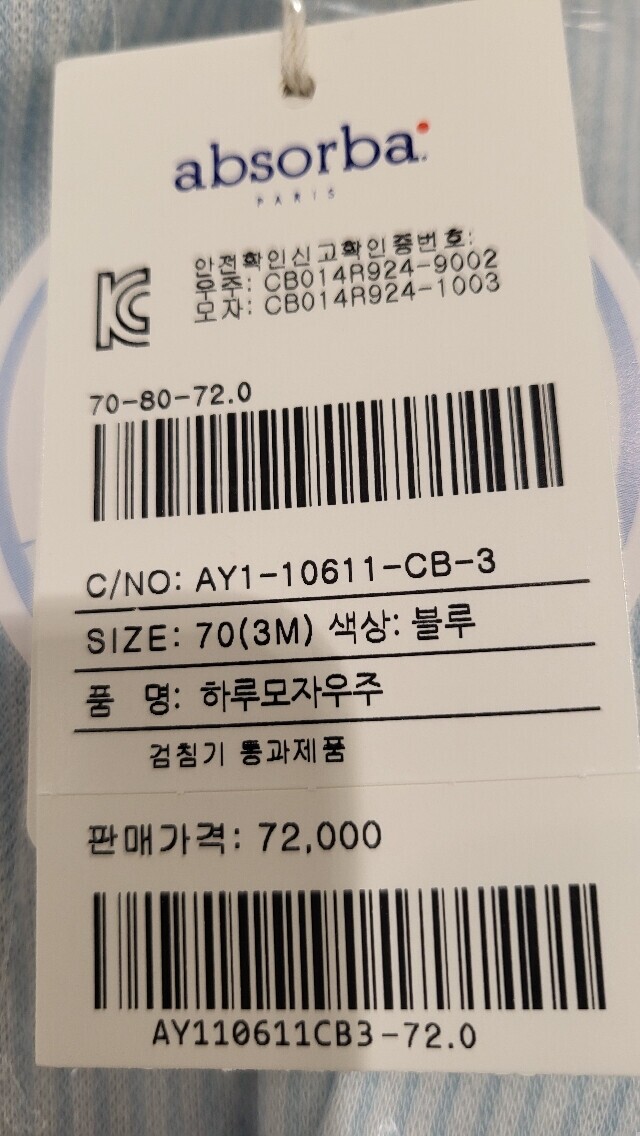 absorba.
PARIS
안전확인신고확인증번호:
우주: CB014R924-9002
모자: CB014R924-1003
70-80-72.0
C/NO: AY1-10611-CB-3
SIZE: 70(3M) 색상: 블루
품 명: 하루모자우주
검침기 통과제품
판매가격: 72,000
AY110611CB3-72.0